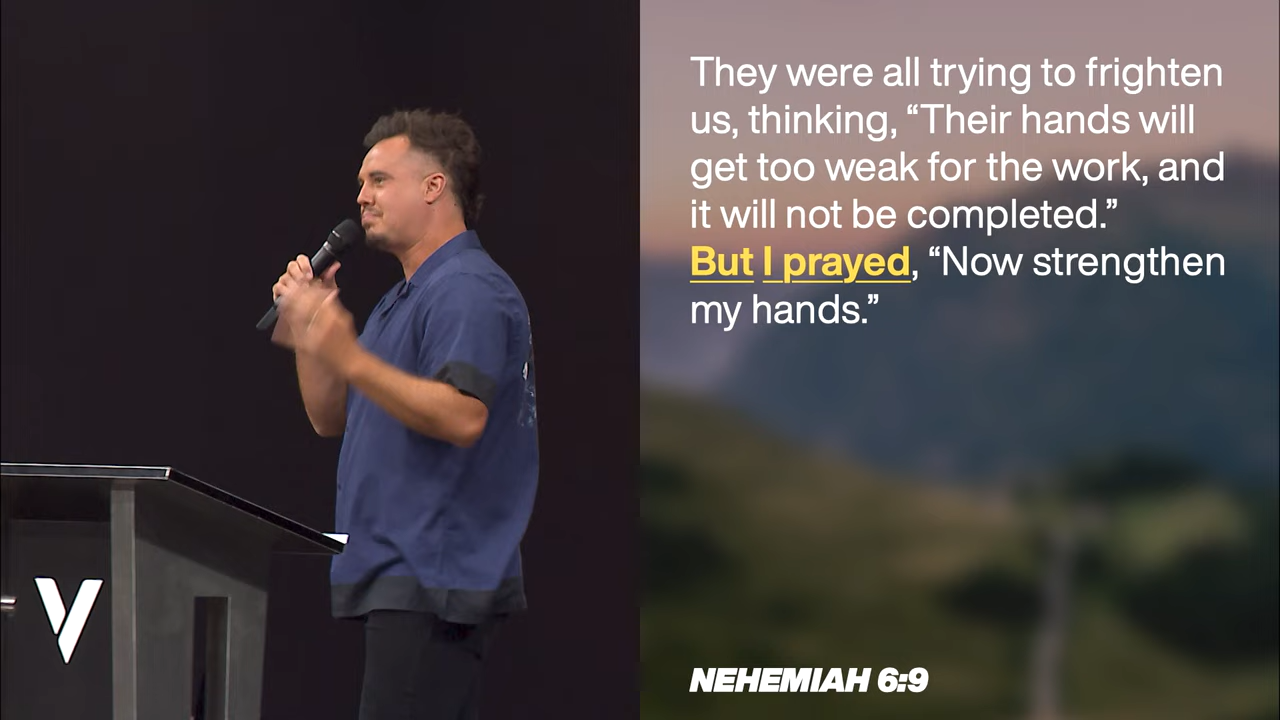 They were all trying to frighten
us, thinking, “Their hands will
get too weak for the work, and
it will not be completed.”
But I prayed, “Now strengthen
my hands.”
NEHEMIAH 6:9